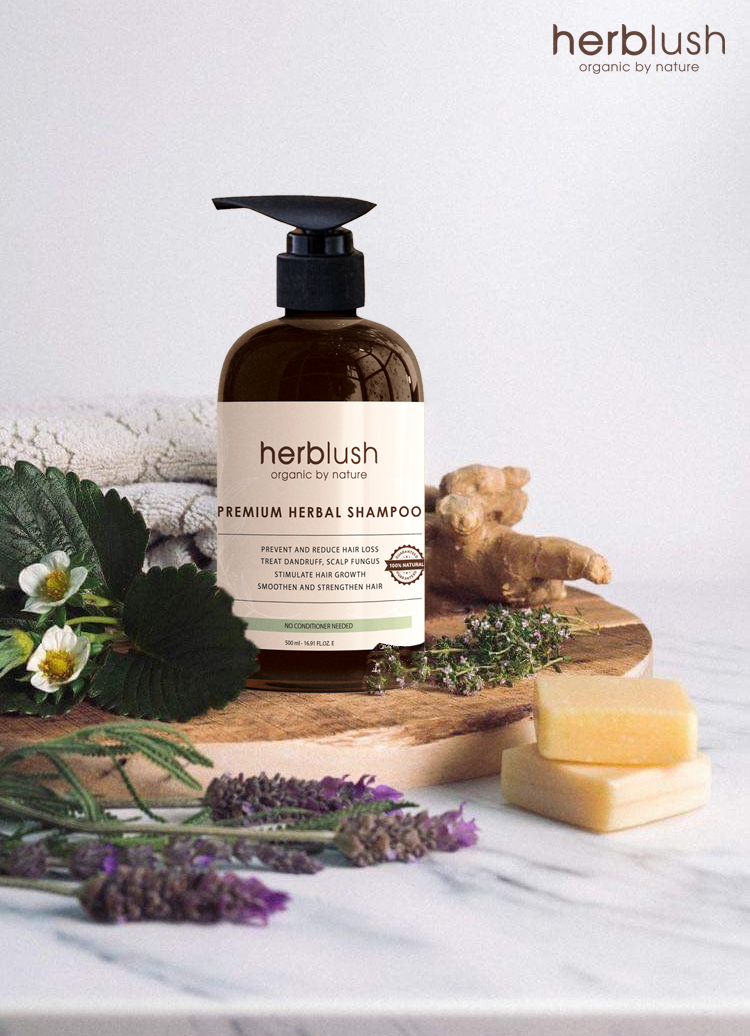 herblush
organic by nature
herblush
organic by nature
PREMIUM HERBAL SHAMPOO
PREVENT AND REDUCE HAIR LOSS
TREAT DANDRUFF, SCALP FUNGUS
STIMULATE HAIR GROWTH
SMOOTHEN AND STRENGTHEN HAIR
GUARANTEED
100% NATURAL
NO CONDITIONER NEEDED
500 ml - 16.91 FL.OZ. E